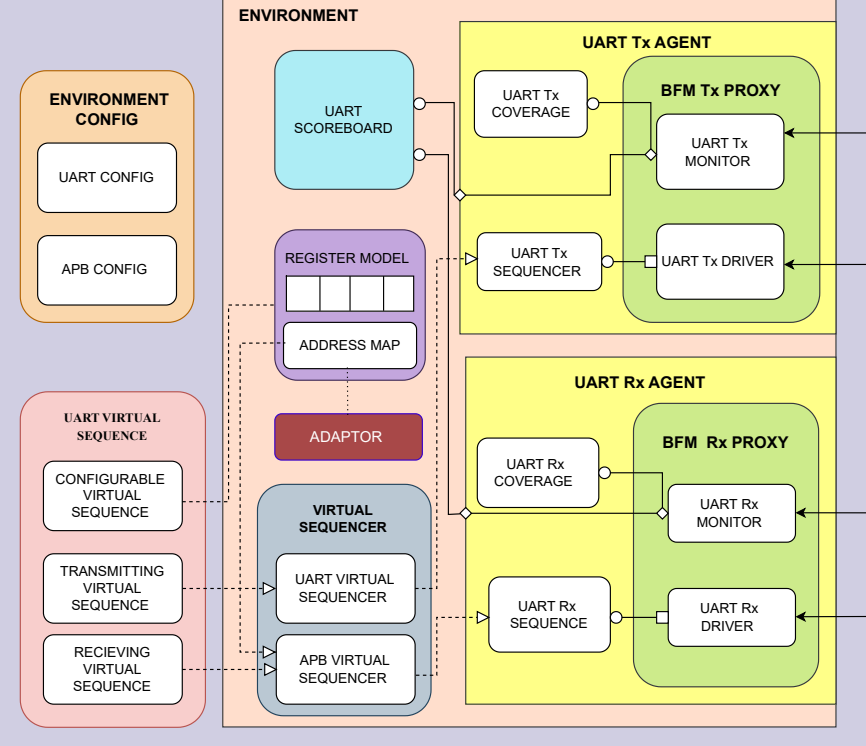 ENVIRONMENT
ENVIRONMENT
CONFIG
UART CONFIG
APB CONFIG
UART VIRTUAL
SEQUENCE
CONFIGURABLE
VIRTUAL
SEQUENCE
TRANSMITTING
VIRTUAL
SEQUENCE
RECIEVING
VIRTUAL
SEQUENCE
UART
SCOREBOARD
REGISTER MODEL
ADDRESS MAP
ADAPTOR
VIRTUAL
SEQUENCER
UART VIRTUAL
SEQUENCER
APB VIRTUAL
SEQUENCER
UART Tx AGENT
UART Tx
COVERAGE
BFM Tx PROXY
UART Tx
MONITOR
UART Tx
SEQUENCER
UART Tx DRIVER
UART Rx AGENT
UART Rx
COVERAGE
BFM Rx PROXY
UART Rx
MONITOR
UART Rx
SEQUENCE
UART Rx
DRIVER